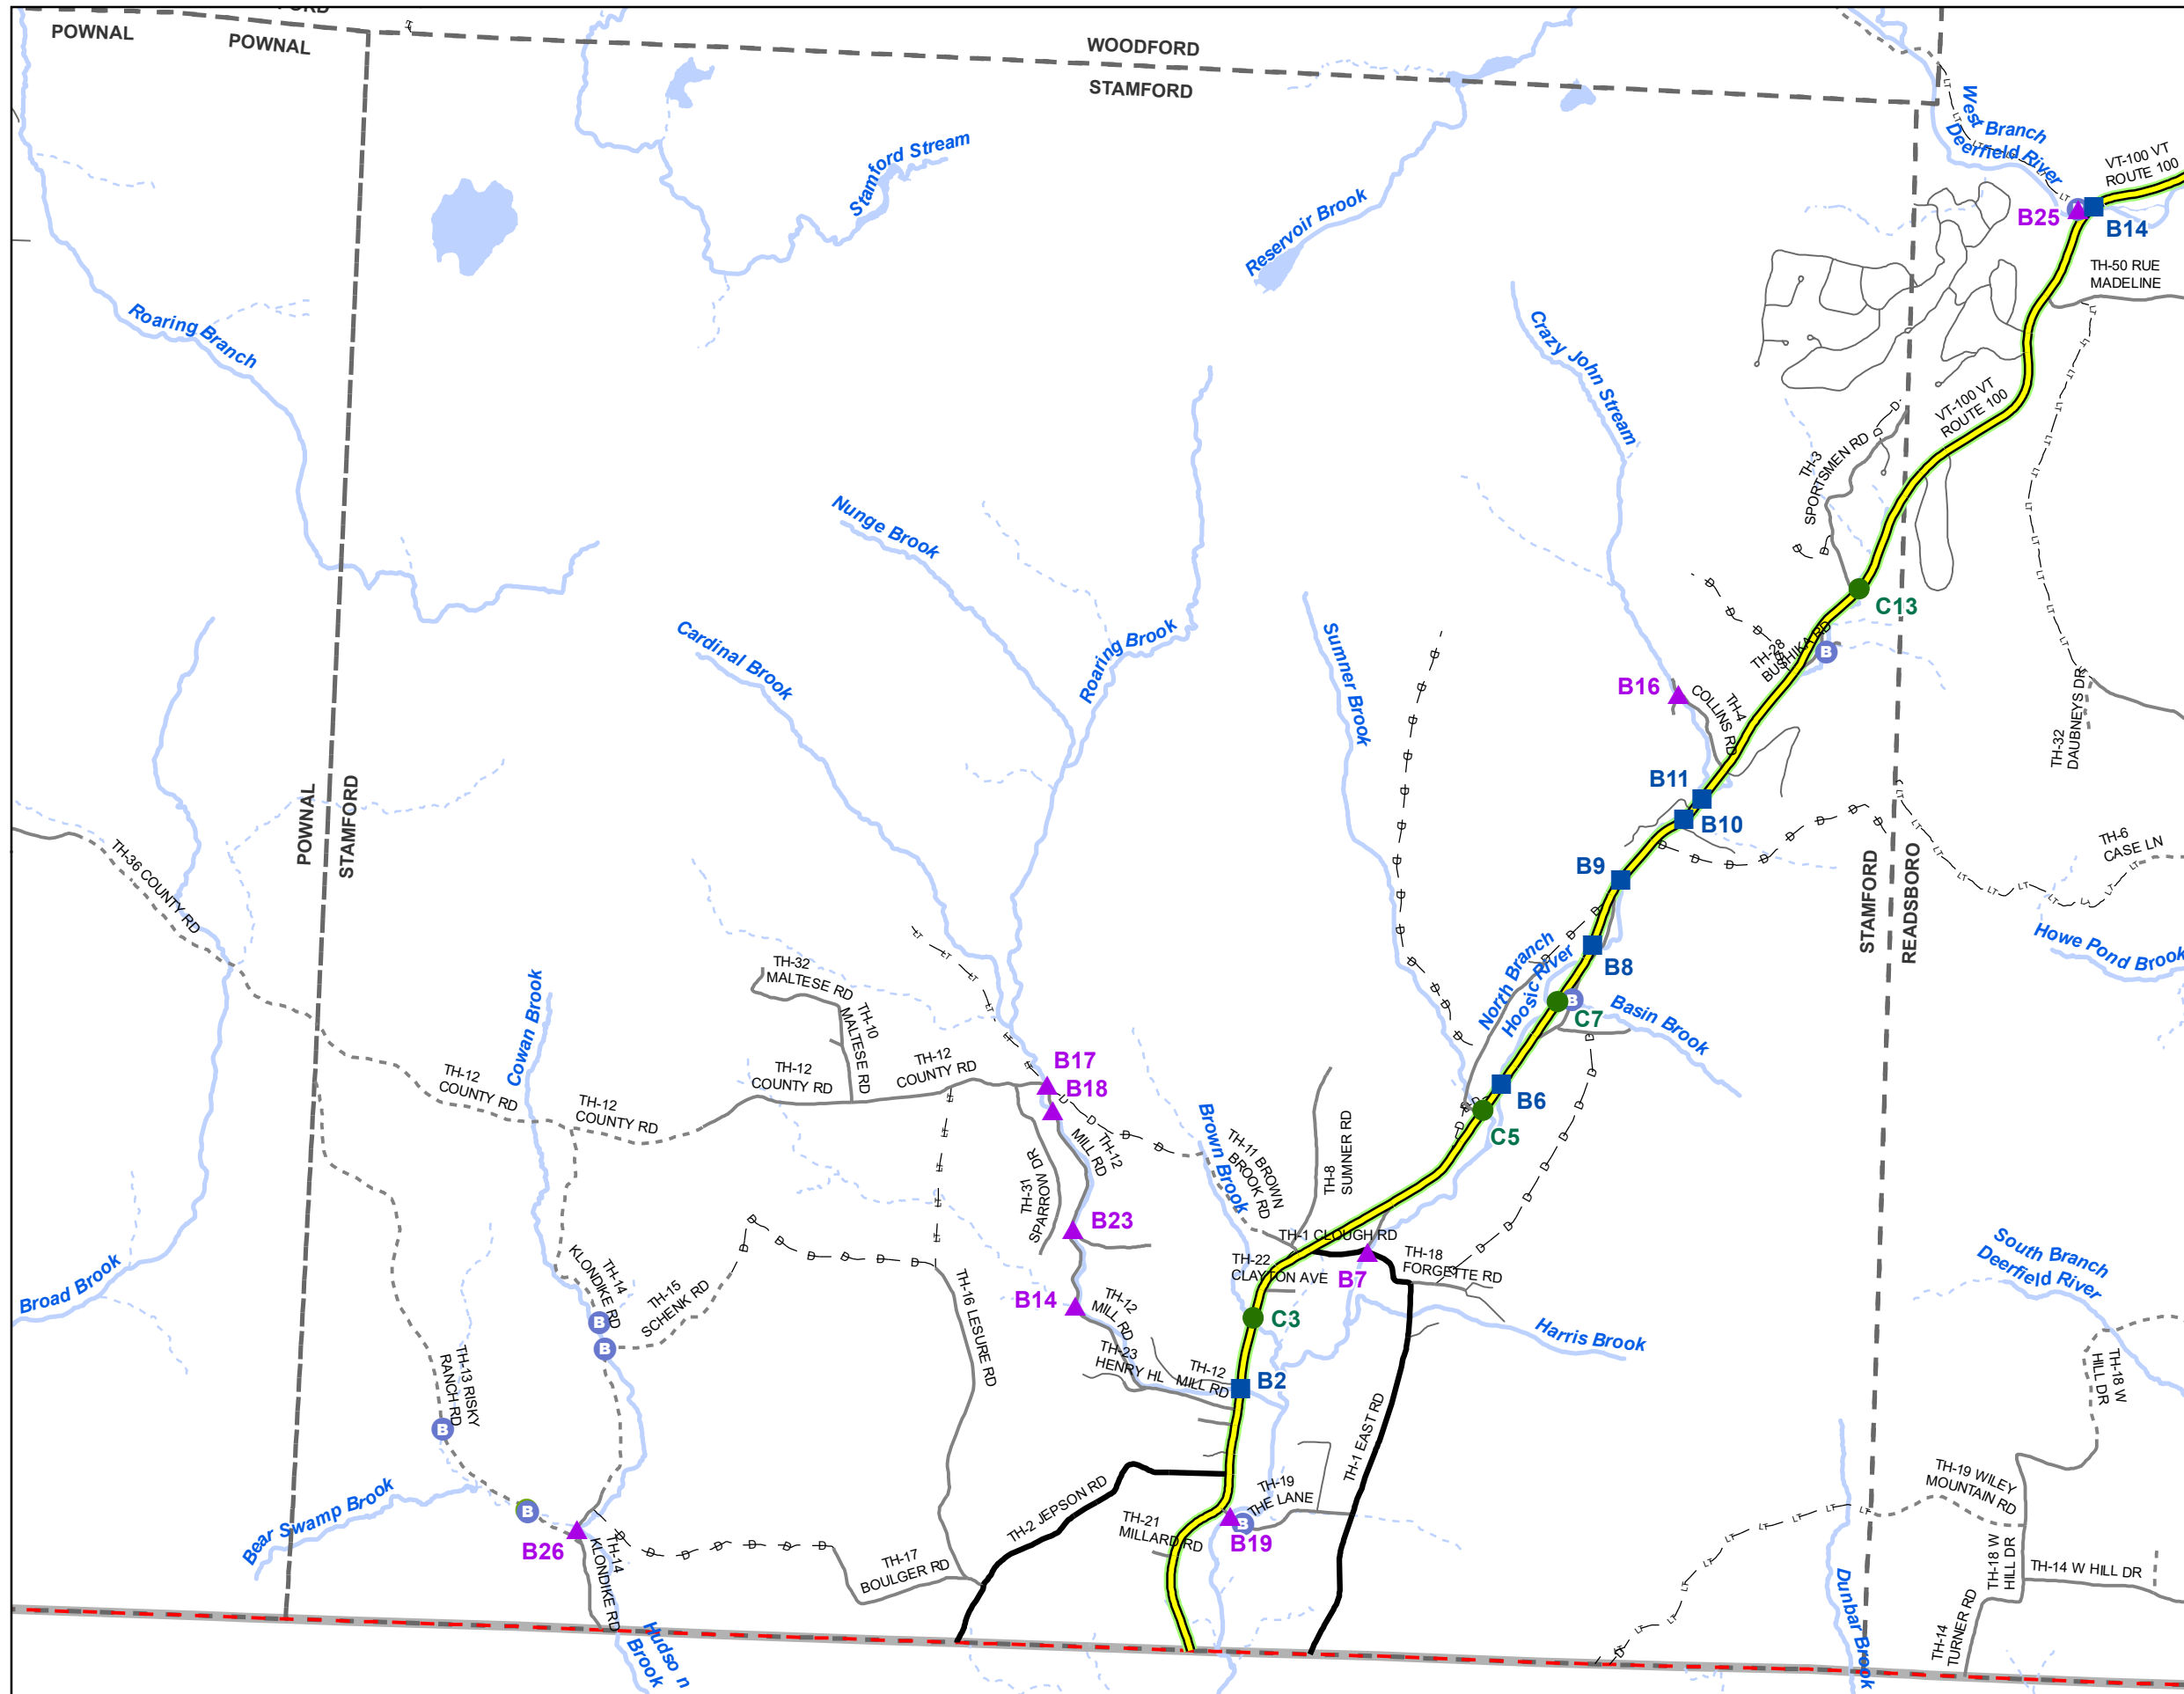 POWNAL
POWNAL
WOODFORD
STAMFORD
West Branch
Deerfield River
VT-100 VT
ROUTE 100
B25
B14
TH-50 RUE
MADELINE
Stamford Stream
Reservoir Brook
Roaring Branch
Crazy John Stream
VT-100 VT
ROUTE 100
TH-3
SPORTSMEN RD
Nunge Brook
Cardinal Brook
Roaring Brook
Sumner Brook
C13
TH-28
BUSHIKA RD
B
B16
TH-4
COLLINS RD
TH-32
DAUBNEYS DR
B11
B10
POWNAL
STAMFORD
TH-36 COUNTY RD
B9
STAMFORD
READSBORO
TH-6
CASE LN
Howe Pond Brook
B8
North Branch
Hoosic River
B
C7
Basin Brook
TH-32
MALTESE RD
TH-10
MALTESE RD
Cowan Brook
TH-12
COUNTY RD
TH-12
COUNTY RD
TH-12
COUNTY RD
TH-12
COUNTY RD
B17
B18
TH-12
MILL RD
B6
C5
Brown Brook
TH-11 BROWN
BROOK RD
TH-8
SUMNER RD
TH-31
SPARROW DR
B23
TH-1 CLOUGH RD
TH-22
CLAYTON AVE
B7
TH-18
FORGETTE RD
South Branch
Deerfield River
Broad Brook
TH-14
KLONDIKE RD
B
B
TH-15
SCHENK RD
TH-16 LESURE RD
B14
TH-12
MILL RD
C3
Harris Brook
TH-23
HENRY HL
TH-12
MILL RD
B2
TH-13 RISKY
RANCH RD
B
TH-18 W
HILL DR
TH-1 EAST RD
Bear Swamp Brook
B
B26
TH-14
KLONDIKE RD
TH-17
BOULGER RD
TH-2 JEPSON RD
TH-21
MILLARD RD
TH-19
THE LANE
B
B19
TH-19 WILEY
MOUNTAIN RD
TH-18 W
HILL DR
TH-14 W HILL DR
TH-14
TURNER RD
Dunbar Brook
Hudson
Brook